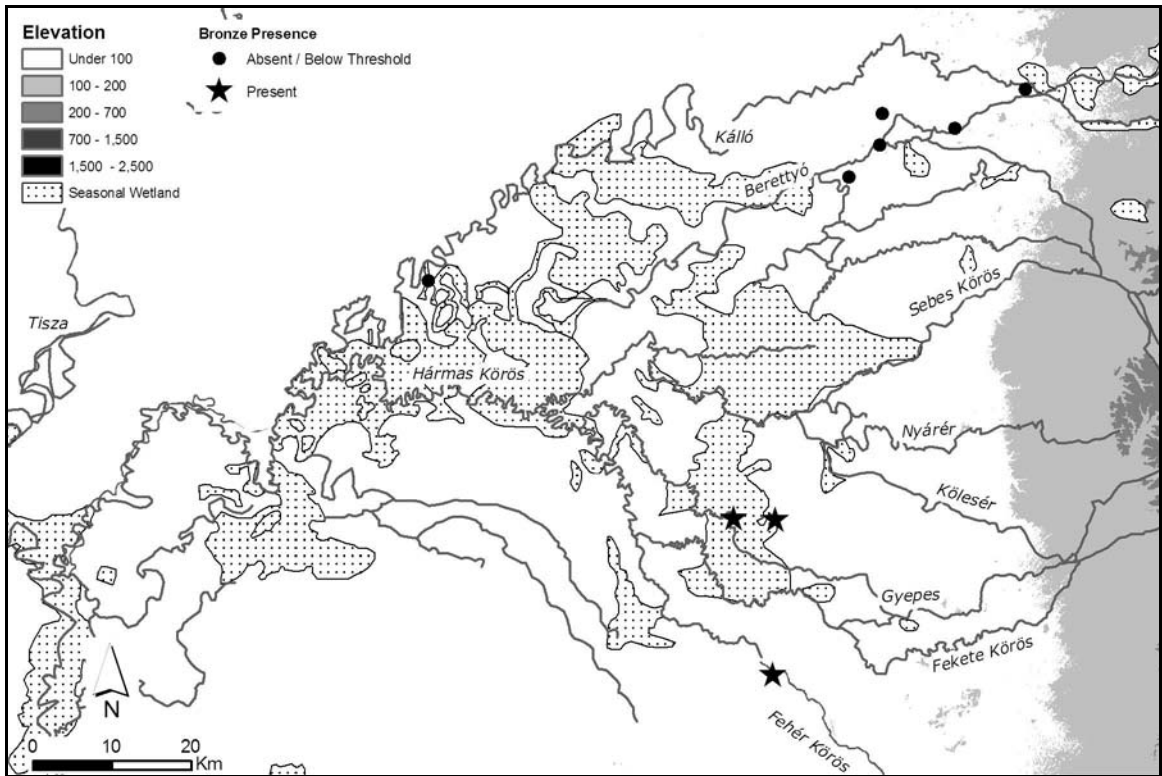 Elevation
Under 100
100 - 200
200 - 700
700 - 1,500
1,500 - 2,500
Seasonal Wetland
Bronze Presence
Absent / Below Threshold
Present
Kálló
Berettyó
Sebes Körös
Tisza
Hármas Körös
Nyárér
Kölesér
Gyepes
Fekete Körös
Fehér Körös
N
0 10 20
Km